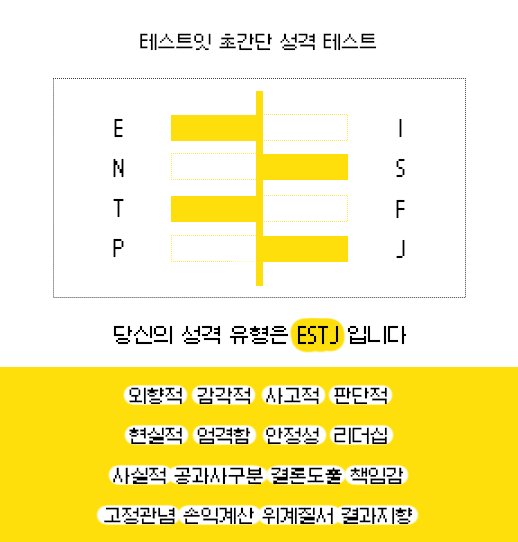 테스트잇 초간단 성격 테스트
E I
N S
T F
P J
당신의 성격 유형은 ESTJ 입니다
외향적 감각적 사고적 판단적
현실적 엄격함 안정성 리더십
사실적 공과사구분 결론도출 책임감
고정관념 손익계산 위계질서 결과지향